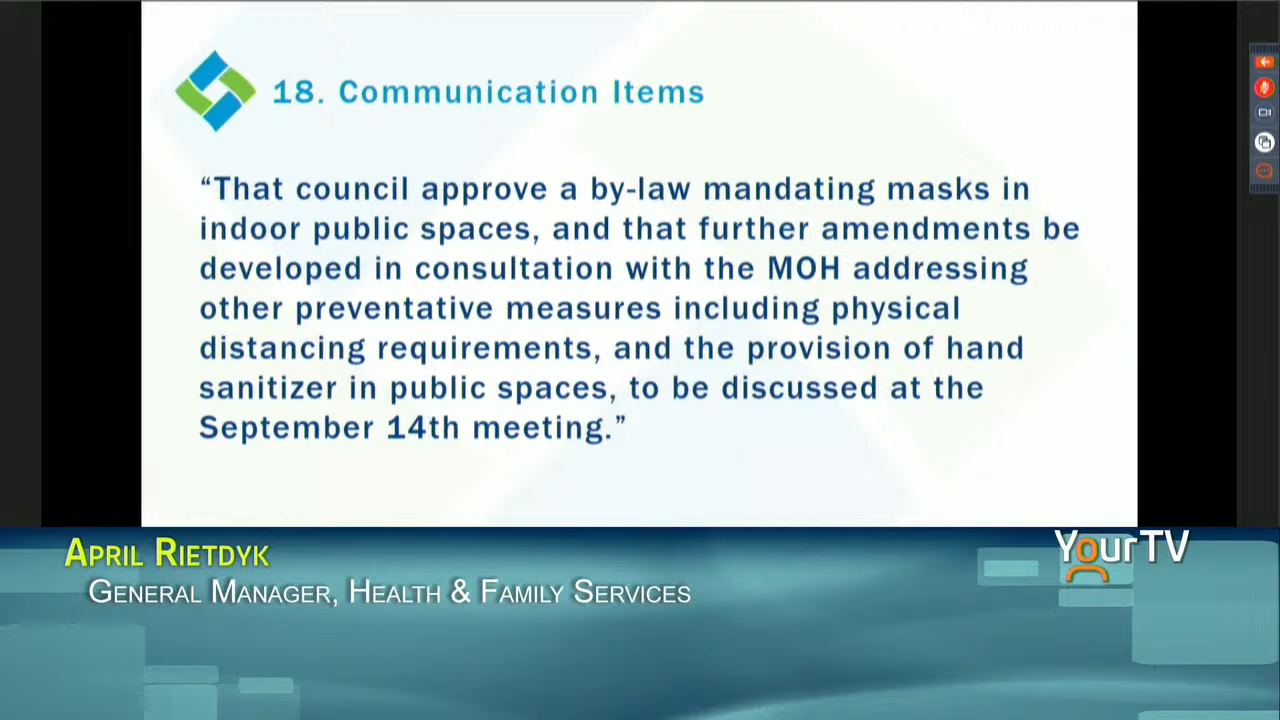 18. Communication Items
“That council approve a by-law mandating masks in
indoor public spaces, and that further amendments be
developed in consultation with the MOH addressing
other preventative measures including physical
distancing requirements, and the provision of hand
sanitizer in public spaces, to be discussed at the
September 14th meeting.”
April Rietdyk
General Manager, Health & Family Services
YourTV